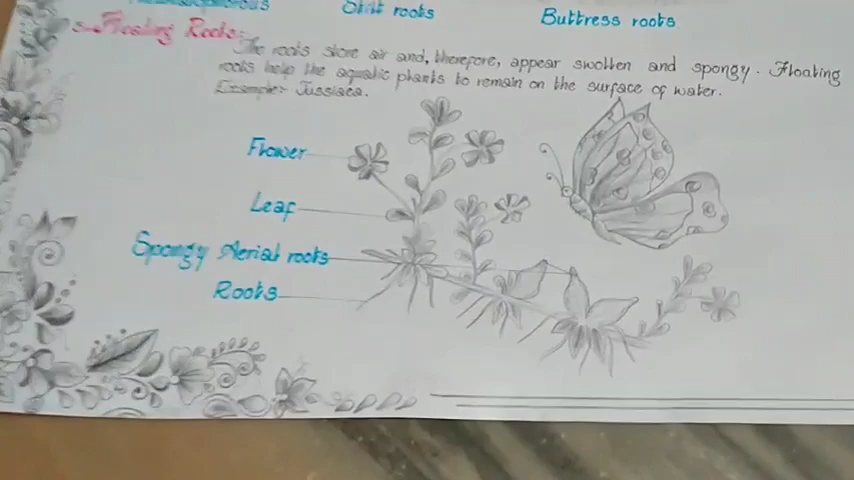 Stilt roots
Buttress roots
Floating Roots:-
The roots store air and, therefore, appear swollen and spongy. Floating
roots help the aquatic plants to remain on the surface of water.
Example:- Jussiaea.
Flower
Leaf
Spongy Aerial roots
Roots